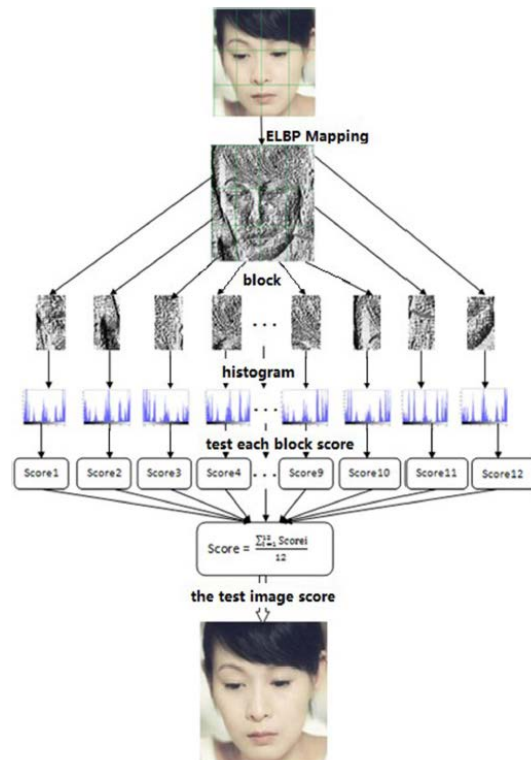 ELBP Mapping
block
. . .
histogram
. . .
test each block score
Score1 Score2 Score3 Score4 . . . Score9 Score10 Score11 Score12
Score = ∑¹²ᵢ₌₁ Scorei / 12
the test image score